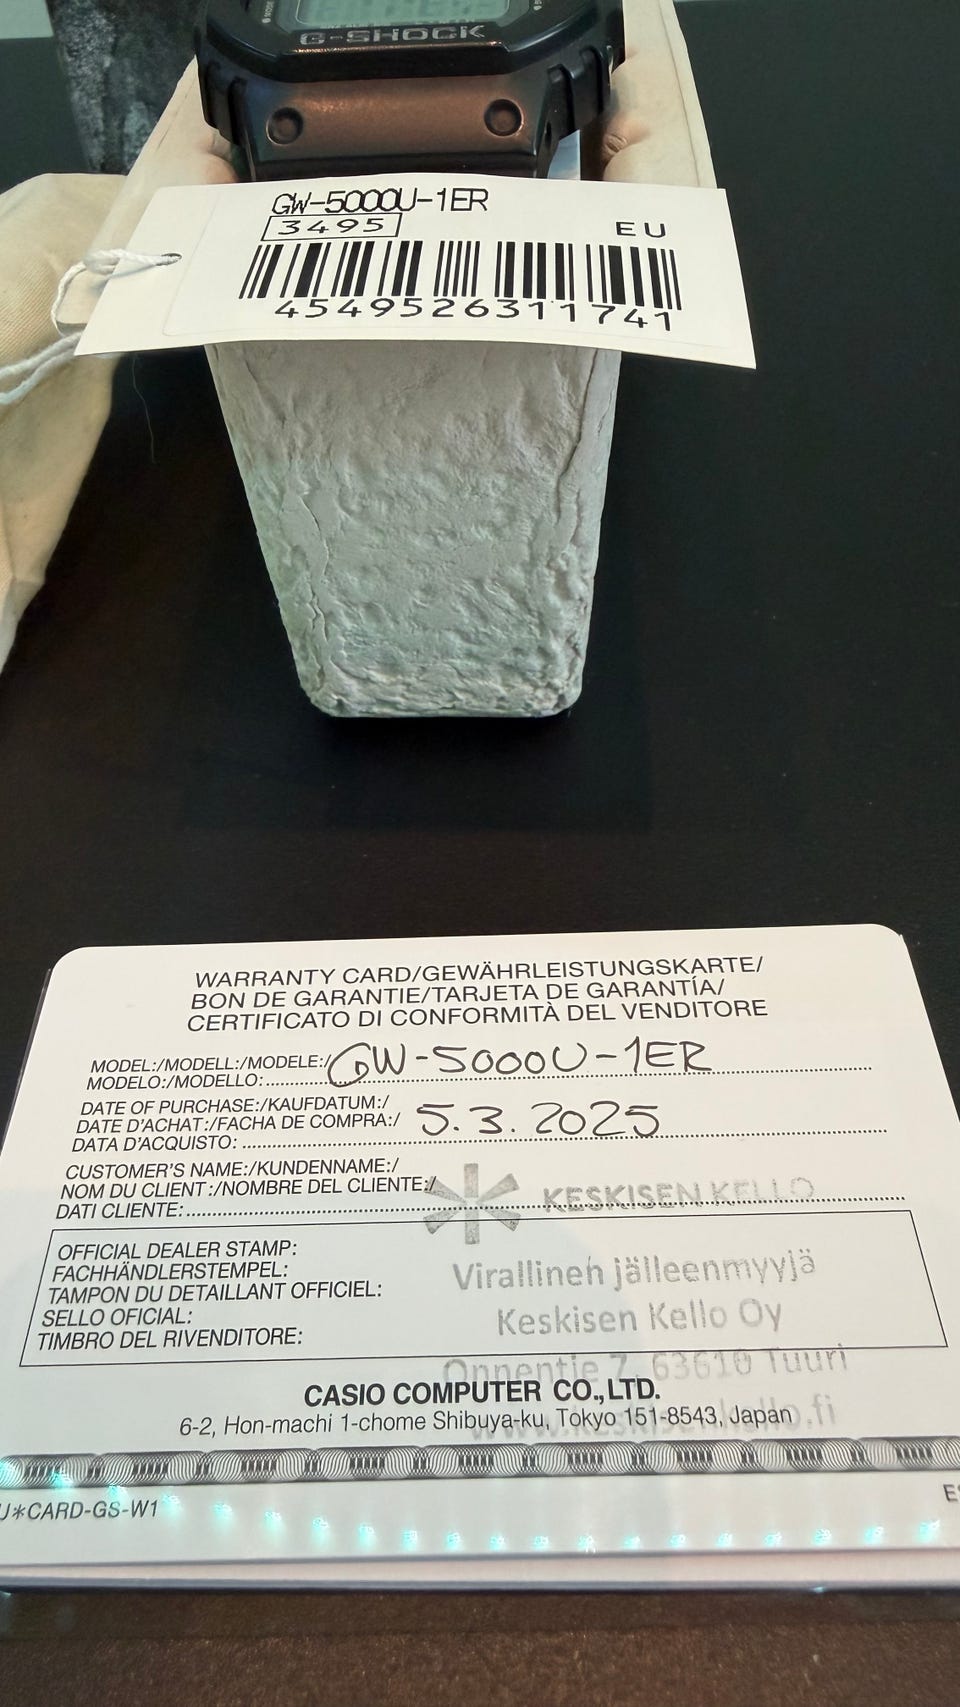 G-SHOCK
GW-5000U-1ER
3495
EU
4549526311741
WARRANTY CARD/GEWÄHRLEISTUNGSKARTE/
BON DE GARANTIE/TARJETA DE GARANTÍA/
CERTIFICATO DI CONFORMITÀ DEL VENDITORE
MODEL:/MODELL:/MODELE:/ GW-5000U-1ER
MODELO:/MODELLO:
DATE OF PURCHASE:/KAUFDATUM:/
DATE D'ACHAT:/FACHA DE COMPRA:/ 5.3.2025
DATA D'ACQUISTO:
CUSTOMER'S NAME:/KUNDENNAME:/
NOM DU CLIENT:/NOMBRE DEL CLIENTE:/
DATI CLIENTE:
KESKISEN KELLO
OFFICIAL DEALER STAMP:
FACHHÄNDLERSTEMPEL:
TAMPON DU DETAILLANT OFFICIEL:
SELLO OFICIAL:
TIMBRO DEL RIVENDITORE:
Virallinen jälleenmyyjä
Keskisen Kello Oy
Onnentie 7, 63610 Tuuri
www.keskisenkello.fi
CASIO COMPUTER CO., LTD.
6-2, Hon-machi 1-chome Shibuya-ku, Tokyo 151-8543, Japan
U*CARD-GS-W1